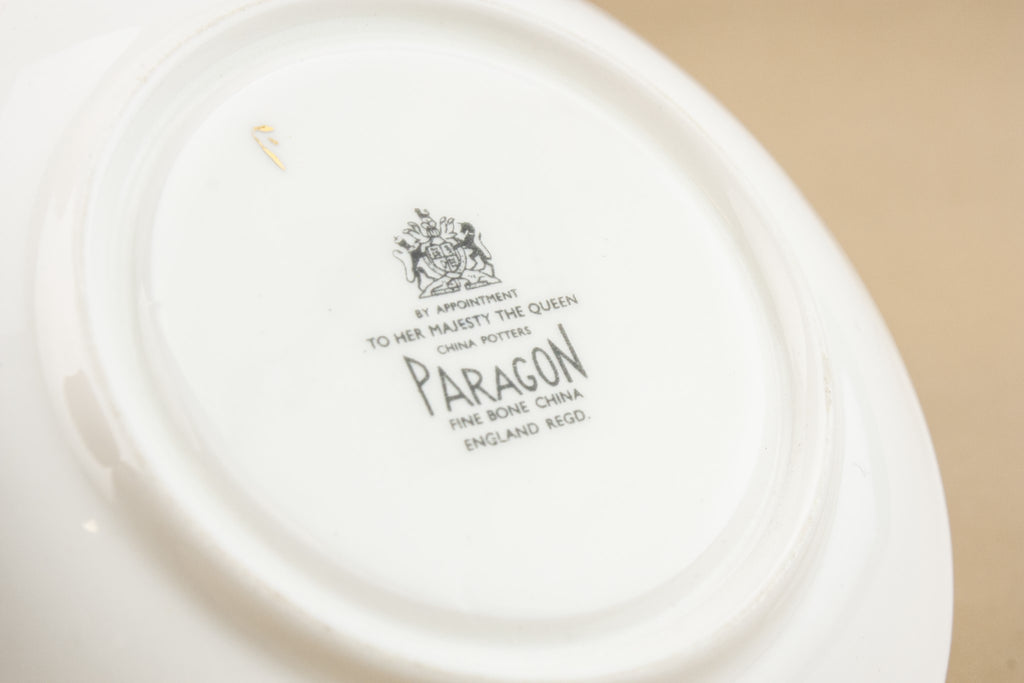 BY APPOINTMENT
TO HER MAJESTY THE QUEEN
CHINA POTTERS
PARAGON
FINE BONE CHINA
ENGLAND REGD.